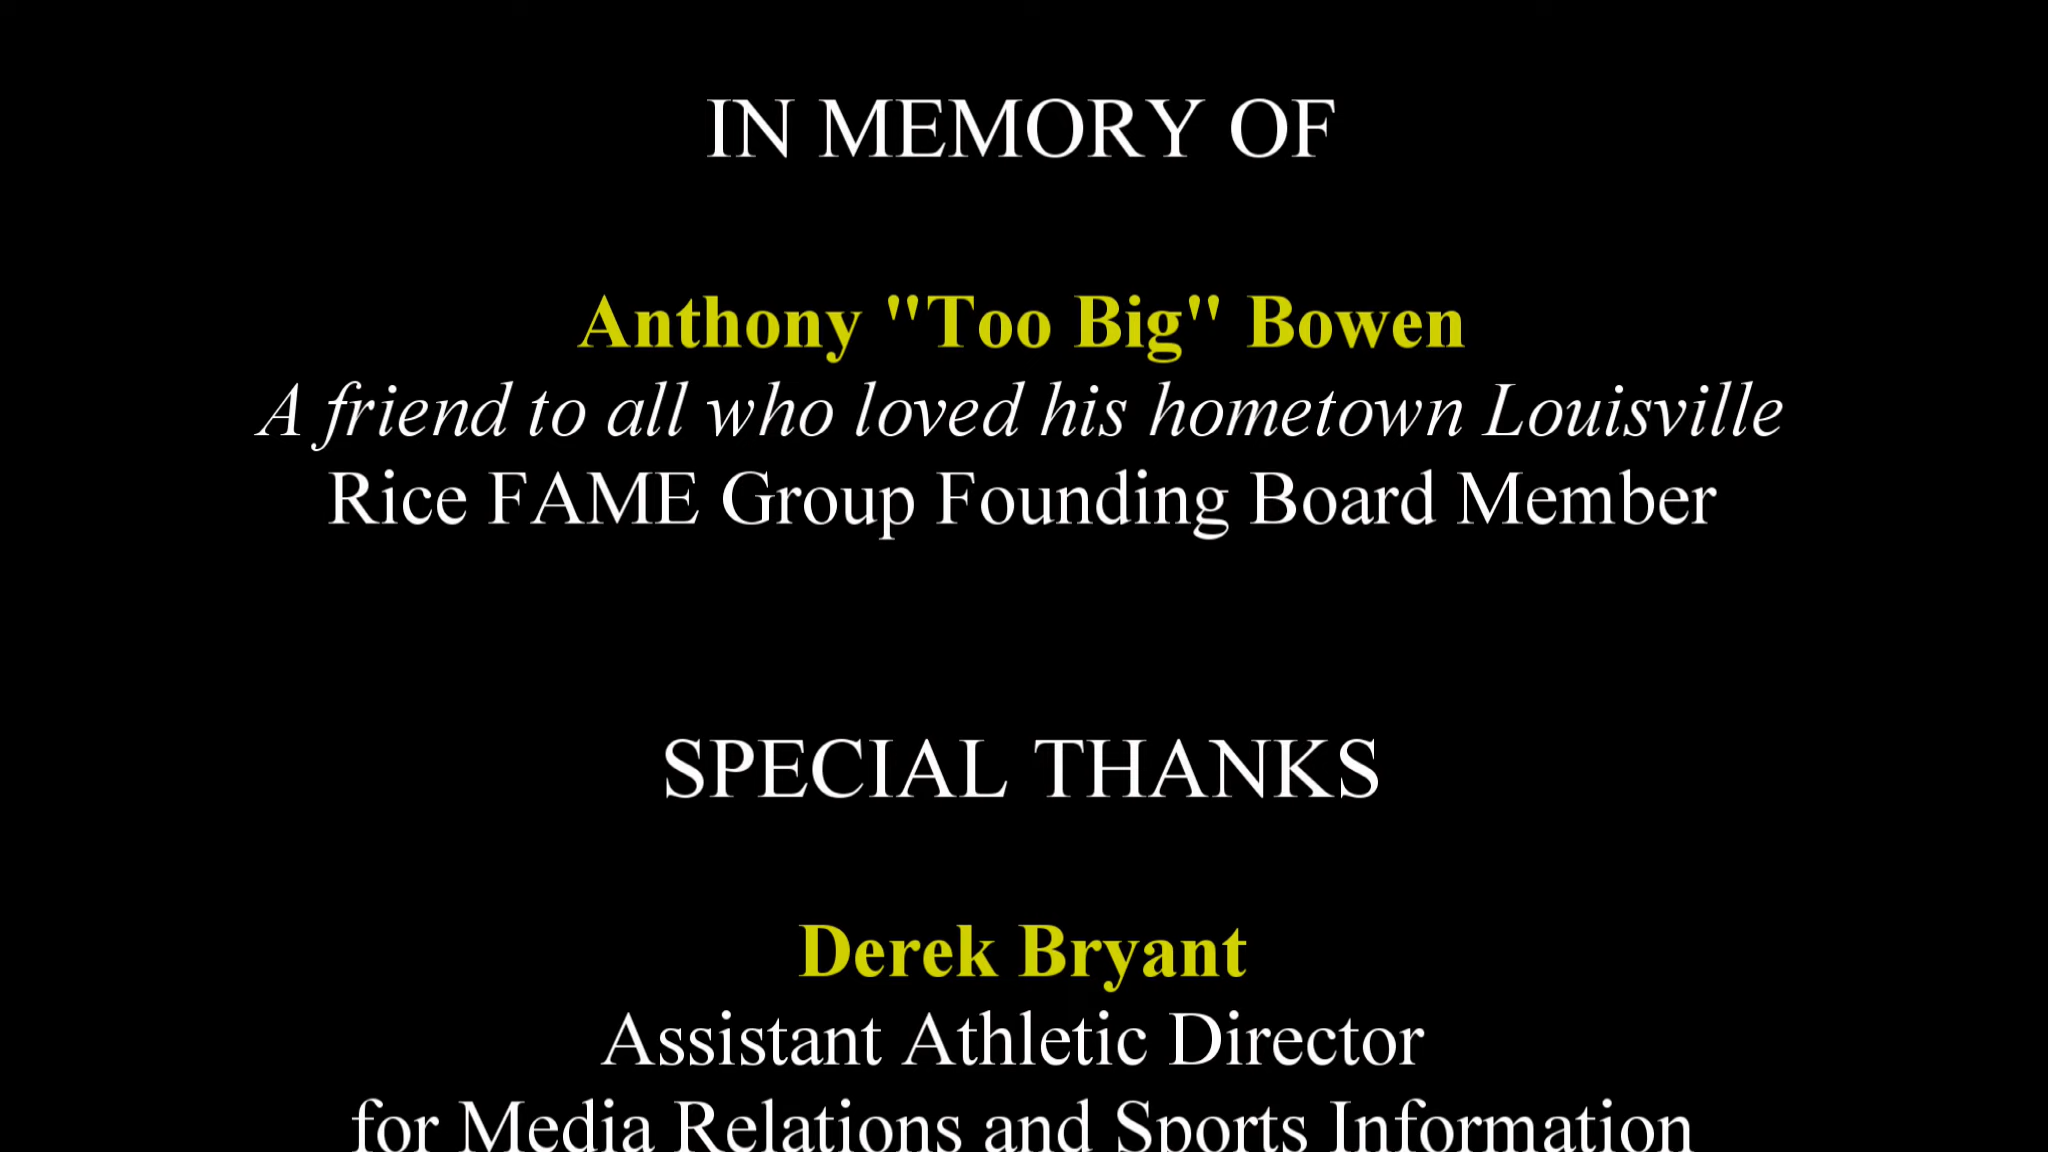 IN MEMORY OF
Anthony "Too Big" Bowen
A friend to all who loved his hometown Louisville
Rice FAME Group Founding Board Member
SPECIAL THANKS
Derek Bryant
Assistant Athletic Director
for Media Relations and Sports Information